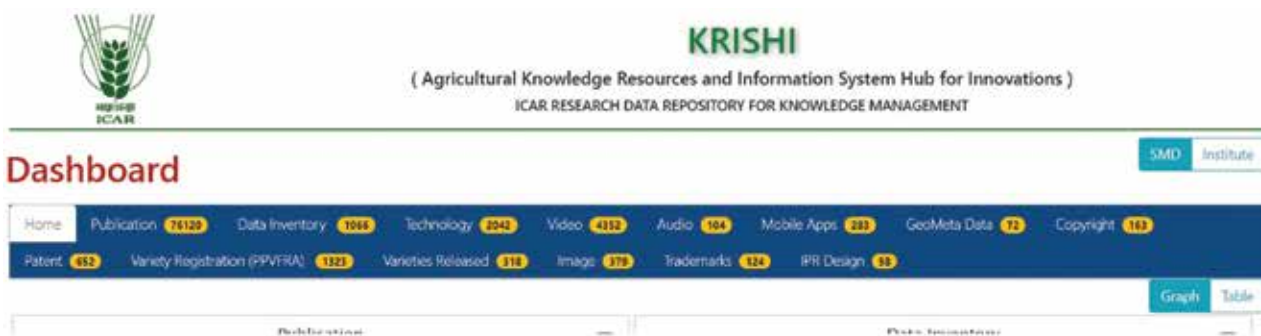 KRISHI
( Agricultural Knowledge Resources and Information System Hub for Innovations )
ICAR RESEARCH DATA REPOSITORY FOR KNOWLEDGE MANAGEMENT
ICAR
Dashboard
SMD Institute
Home Publication 76120 Data Inventory 1066 Technology 2042 Video 4352 Audio 104 Mobile Apps 283 GeoMeta Data 72 Copyright 163
Patent 652 Variety Registration (PPVFRA) 1323 Varieties Released 318 Image 379 Trademarks 124 IPR Design
Graph Table
Publication Data Inventory